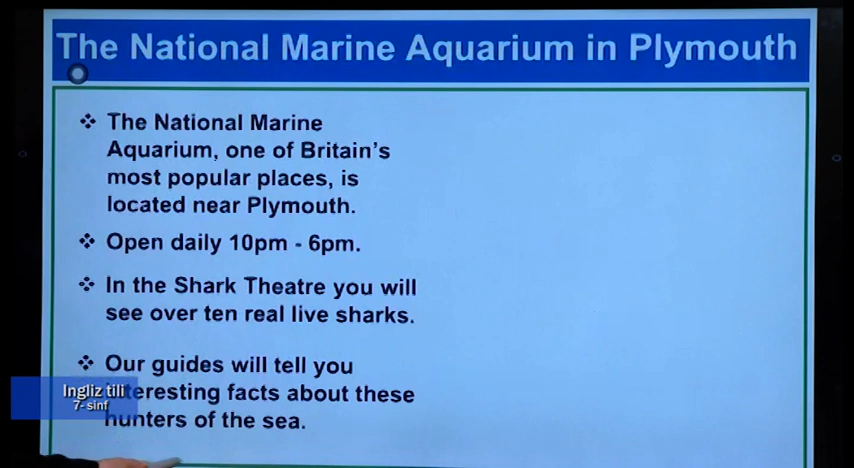 The National Marine Aquarium in Plymouth
❖ The National Marine
Aquarium, one of Britain's
most popular places, is
located near Plymouth.
❖ Open daily 10pm - 6pm.
❖ In the Shark Theatre you will
see over ten real live sharks.
❖ Our guides will tell you
interesting facts about these
hunters of the sea.
Ingliz tili
7- sinf